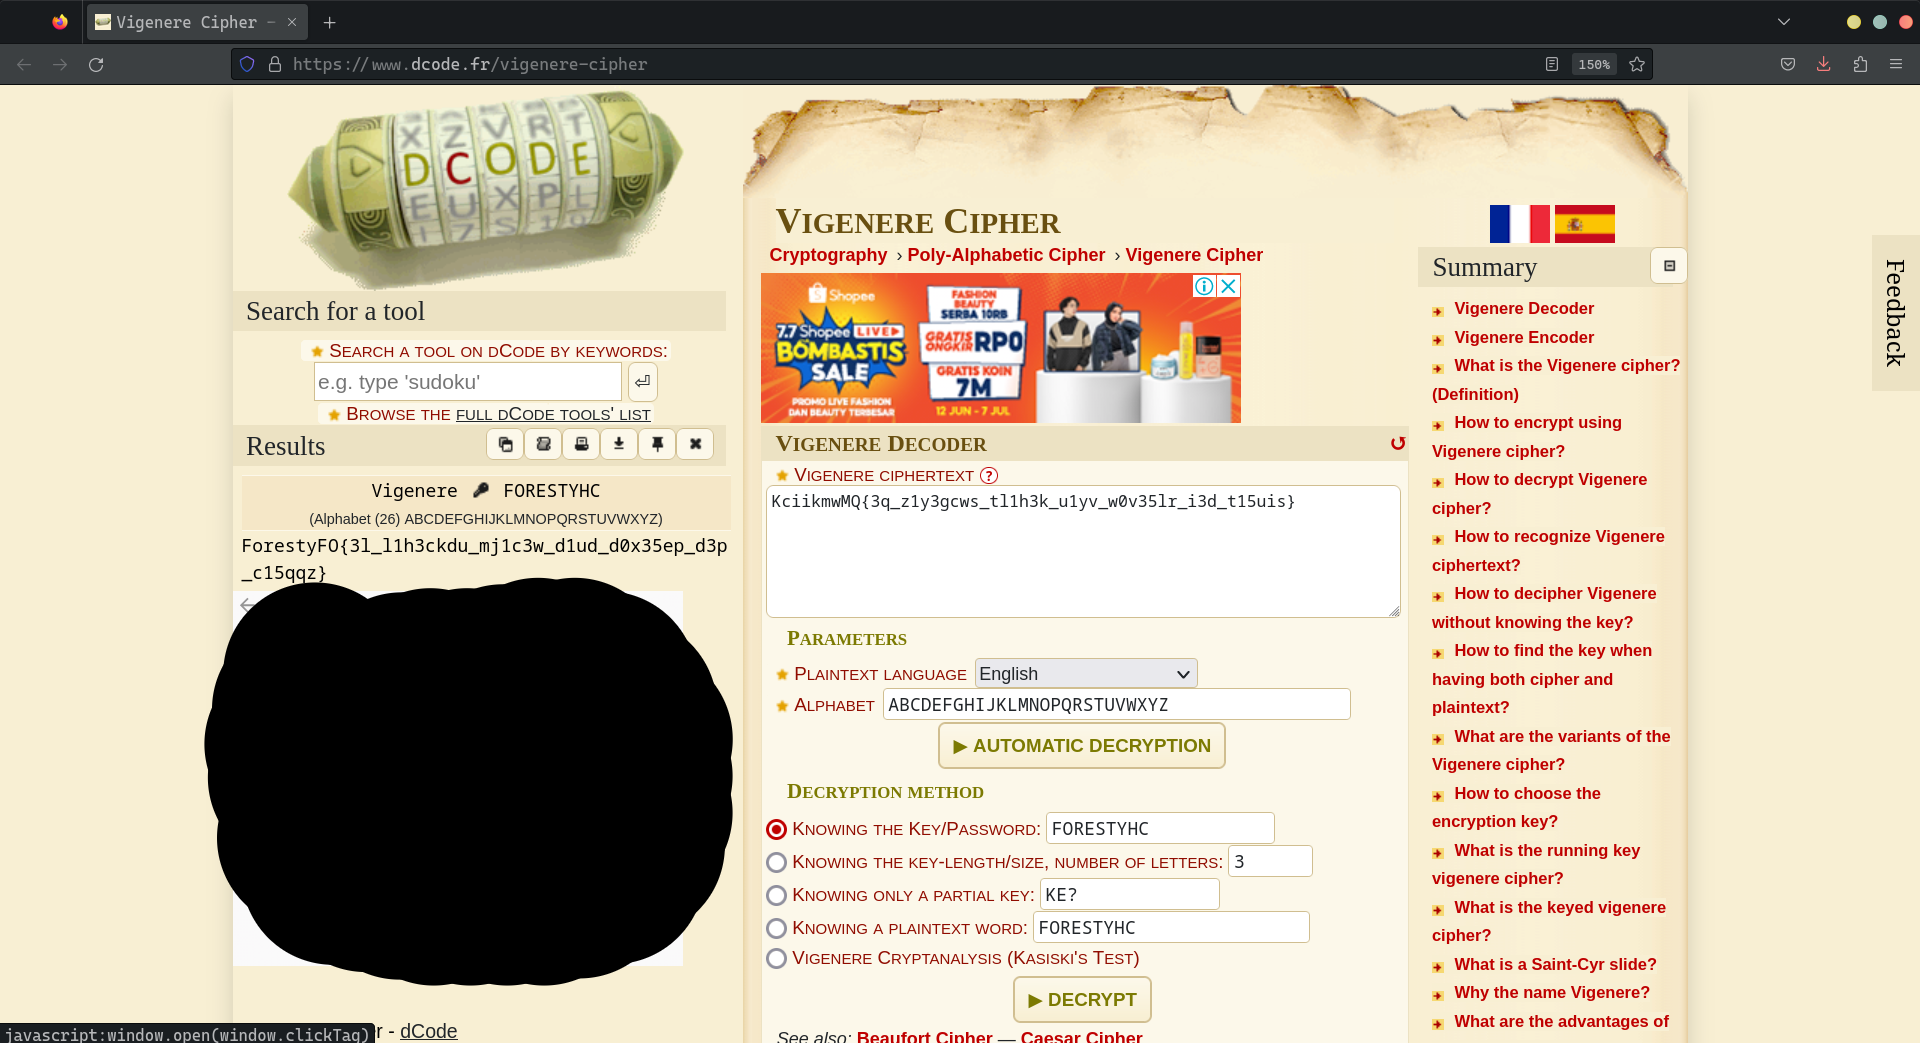 Vigenere Cipher –
https://www.dcode.fr/vigenere-cipher
150%
X Z V R T
D C O D E
E U X P L
Search for a tool
Search a tool on dCode by keywords:
e.g. type 'sudoku'
Browse the full dCode tools' list
Results
Vigenere FORESTYHC
(Alphabet (26) ABCDEFGHIJKLMNOPQRSTUVWXYZ)
ForestyFO{3l_l1h3ckdu_mj1c3w_d1ud_d0x35ep_d3p
_c15qqz}
r - dCode
javascript:window.open(window.clickTag)
Vigenere Cipher
Cryptography › Poly-Alphabetic Cipher › Vigenere Cipher
Shopee
7.7 Shopee LIVE
BOMBASTIS
SALE
PROMO LIVE FASHION
DAN BEAUTY TERBESAR
FASHION
BEAUTY
SERBA 10RB
GRATIS
ONGKIR RP0
GRATIS KOIN
7M
12 JUN - 7 JUL
Vigenere Decoder
Vigenere ciphertext ?
KciikmwMQ{3q_z1y3gcws_tl1h3k_u1yv_w0v35lr_i3d_t15uis}
Parameters
Plaintext language English
Alphabet ABCDEFGHIJKLMNOPQRSTUVWXYZ
▶ AUTOMATIC DECRYPTION
Decryption method
Knowing the Key/Password: FORESTYHC
Knowing the key-length/size, number of letters: 3
Knowing only a partial key: KE?
Knowing a plaintext word: FORESTYHC
Vigenere Cryptanalysis (Kasiski's Test)
▶ DECRYPT
See also: Beaufort Cipher — Caesar Cipher
Summary
Vigenere Decoder
Vigenere Encoder
What is the Vigenere cipher?
(Definition)
How to encrypt using
Vigenere cipher?
How to decrypt Vigenere
cipher?
How to recognize Vigenere
ciphertext?
How to decipher Vigenere
without knowing the key?
How to find the key when
having both cipher and
plaintext?
What are the variants of the
Vigenere cipher?
How to choose the
encryption key?
What is the running key
vigenere cipher?
What is the keyed vigenere
cipher?
What is a Saint-Cyr slide?
Why the name Vigenere?
What are the advantages of
Feedback